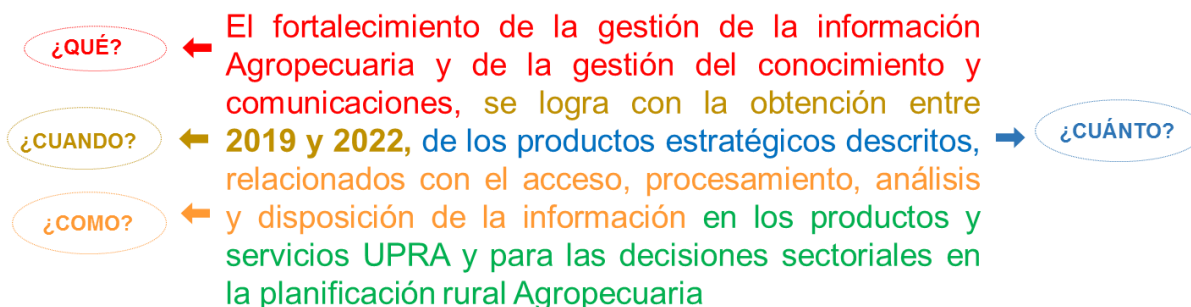 El fortalecimiento de la gestión de la información
¿QUÉ?
Agropecuaria y de la gestión del conocimiento y
comunicaciones, se logra con la obtención entre
¿CUANDO?
2019 y 2022, de los productos estratégicos descritos,
¿CUÁNTO?
relacionados con el acceso, procesamiento, análisis
¿COMO?
y disposición de la información en los productos y
servicios UPRA y para las decisiones sectoriales en
la planificación rural Agropecuaria